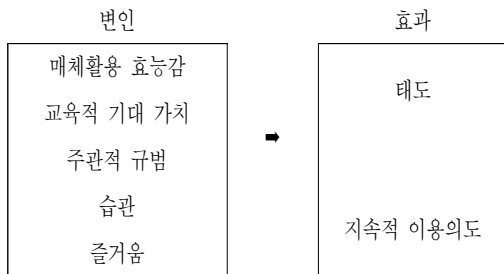 변인
매체활용 효능감
교육적 기대 가치
주관적 규범
습관
즐거움
➡
효과
태도
지속적 이용의도